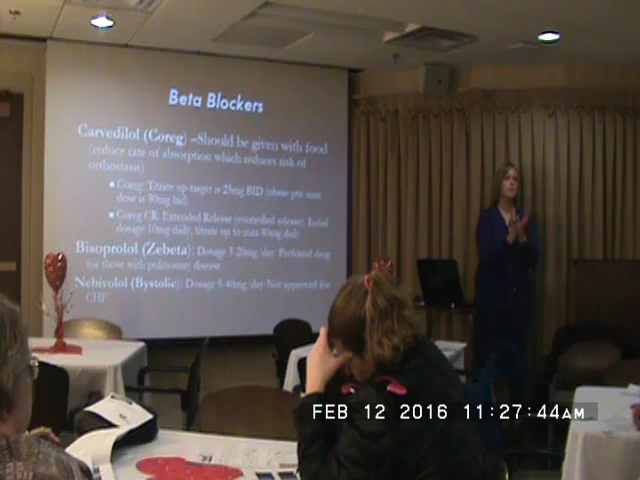 Beta Blockers
Carvedilol (Coreg) –Should be given with food
(reduce rate of absorption which reduces risk of
orthostasis)
Coreg: Titrate up target is 25mg BID (obese pts: max
dose is 50mg bid)
Coreg CR: Extended Release (controlled release). Initial
dosage 10mg daily; titrate up to max 80mg daily
Bisoprolol (Zebeta): Dosage 5-20mg/day. Preferred drug
for those with pulmonary disease
Nebivolol (Bystolic): Dosage 5-40mg/day-Not approved for
CHF
FEB 12 2016 11:27:44AM